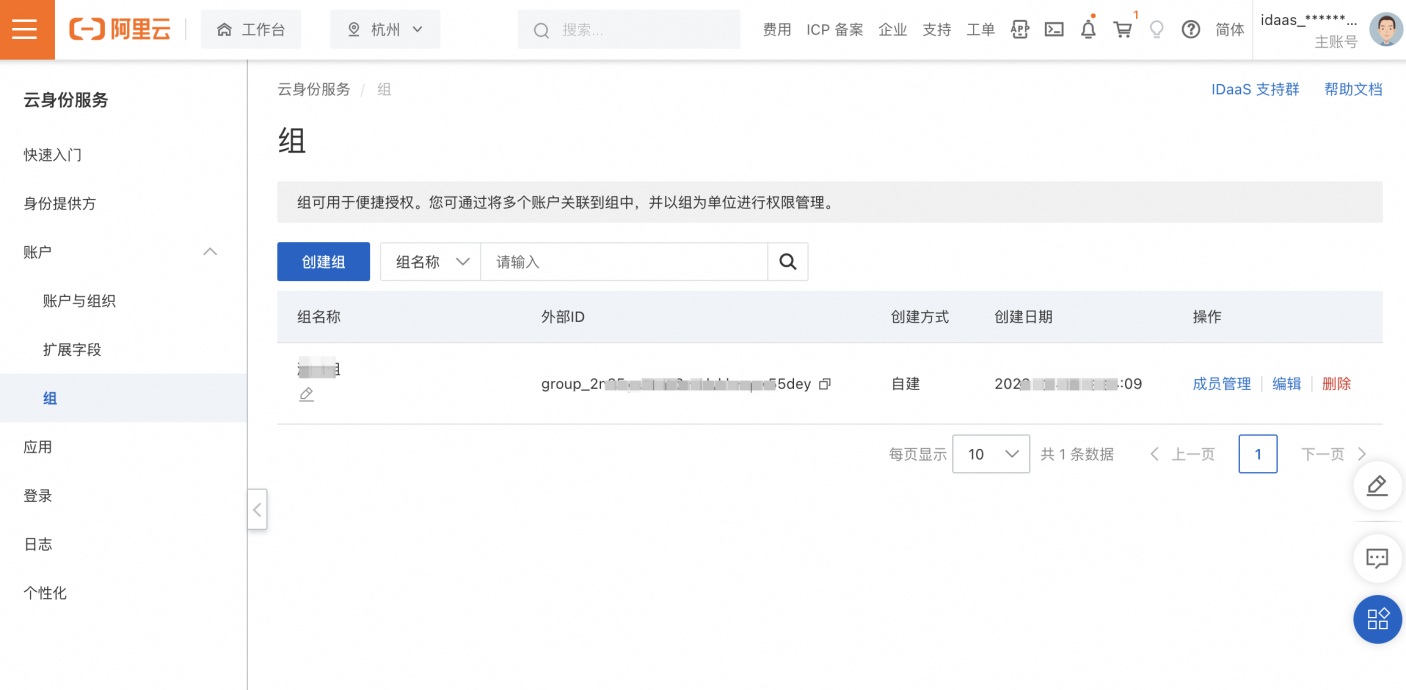 阿里云
工作台
杭州
搜索...
费用
ICP 备案
企业
支持
工单
简体
idaas_******...
主账号
1
云身份服务
快速入门
身份提供方
账户
账户与组织
扩展字段
组
应用
登录
日志
个性化
云身份服务 / 组
IDaaS 支持群
帮助文档
组
组可用于便捷授权。您可通过将多个账户关联到组中，并以组为单位进行权限管理。
创建组
组名称
请输入
组名称 外部ID 创建方式 创建日期 操作
自建 成员管理 编辑 删除
每页显示 10 共 1 条数据 上一页 1 下一页